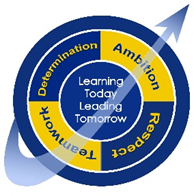 Determination
Ambition
Learning
Today
Leading
Tomorrow
Teamwork
Respect